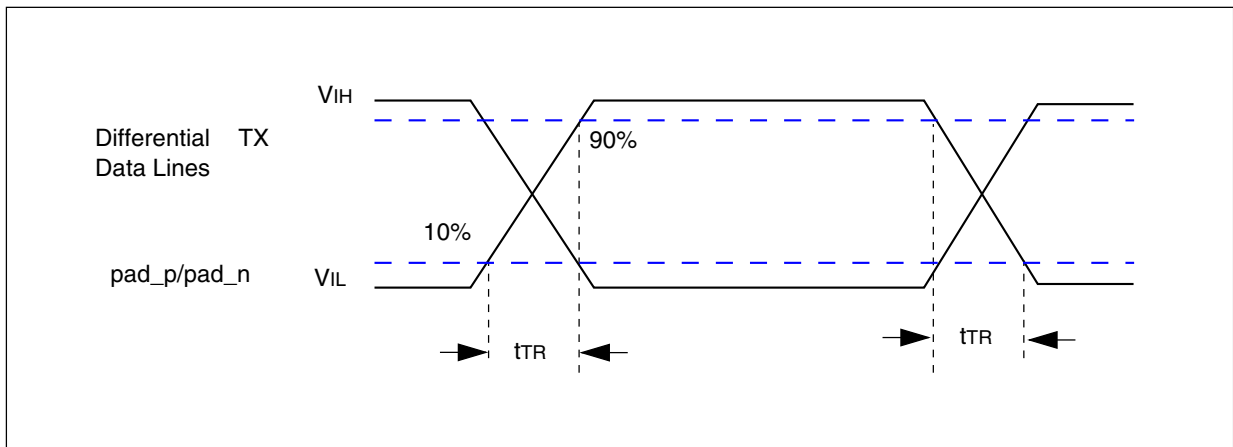 VIH
Differential TX
Data Lines
90%
10%
pad_p/pad_n
VIL
tTR
tTR